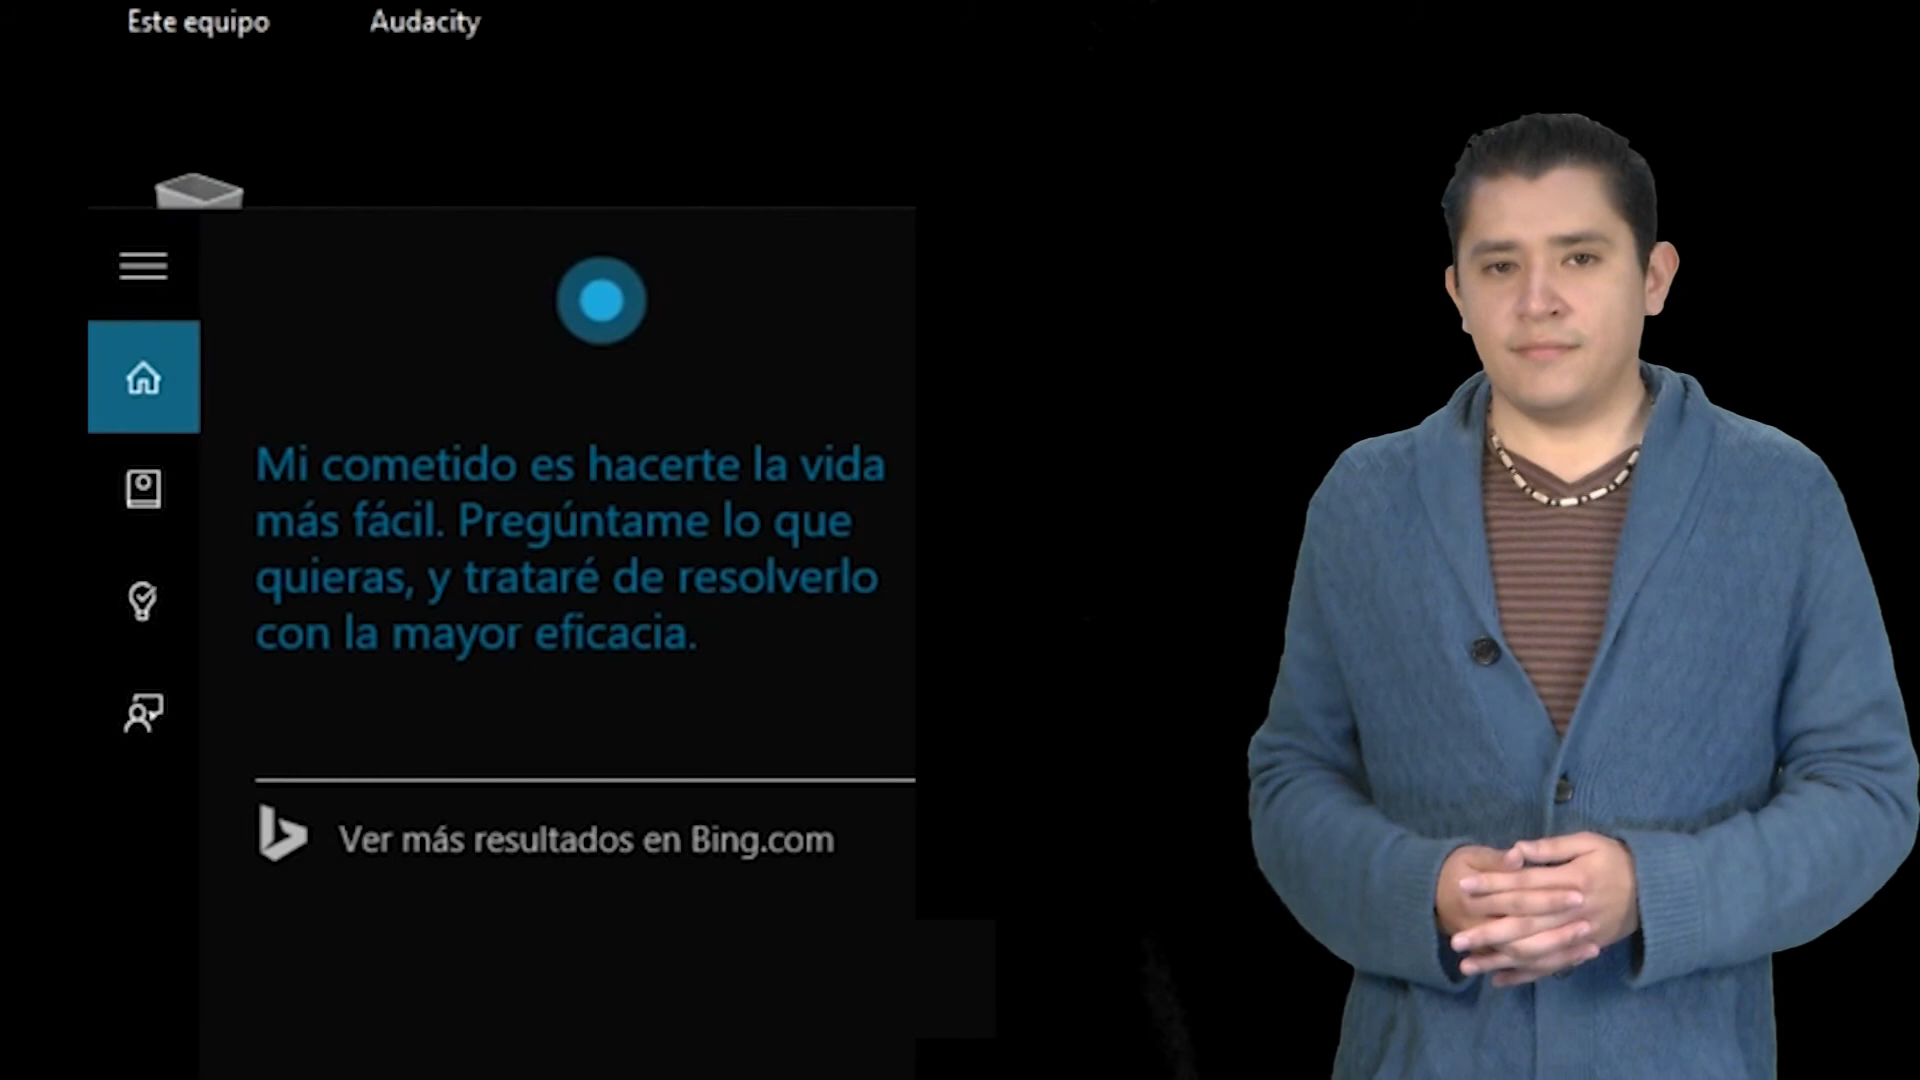 Este equipo
Audacity
Mi cometido es hacerte la vida
más fácil. Pregúntame lo que
quieras, y trataré de resolverlo
con la mayor eficacia.
Ver más resultados en Bing.com